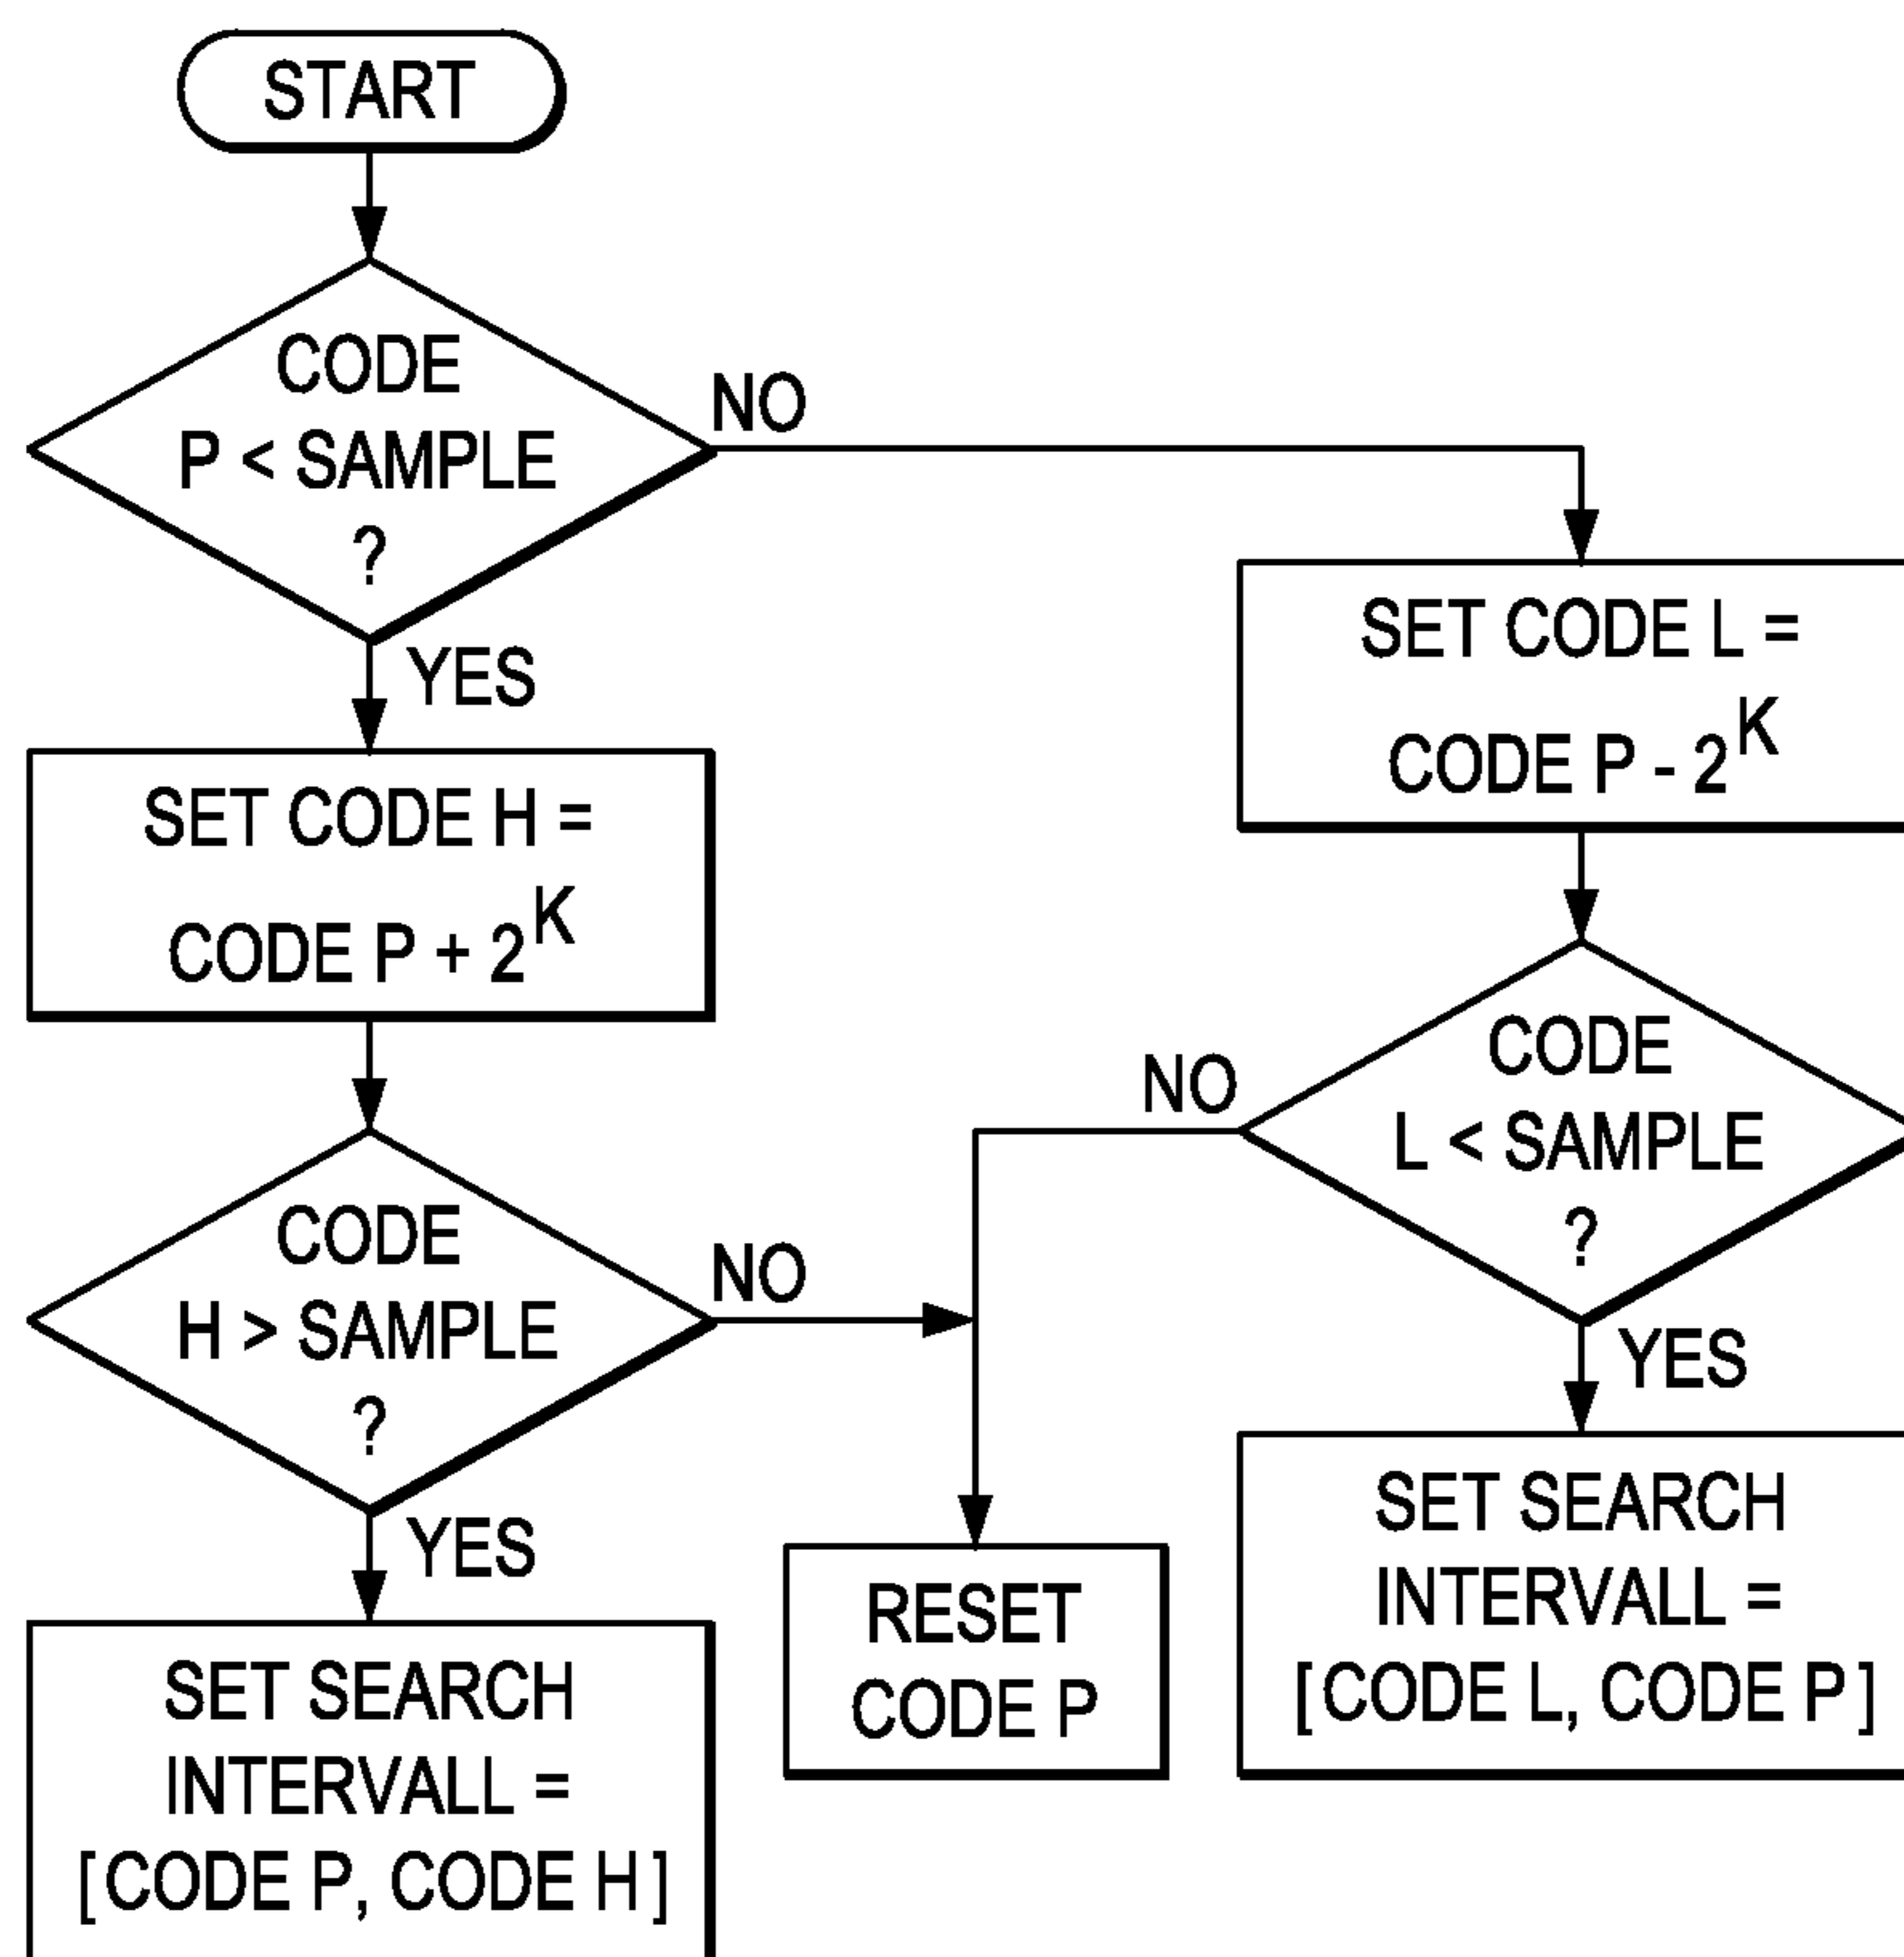 START
CODE
P < SAMPLE
?
NO
YES
SET CODE H =
CODE P + 2^K
CODE
H > SAMPLE
?
NO
YES
SET SEARCH
INTERVALL =
[CODE P, CODE H]
SET CODE L =
CODE P - 2^K
CODE
L < SAMPLE
?
NO
YES
SET SEARCH
INTERVALL =
[CODE L, CODE P]
RESET
CODE P